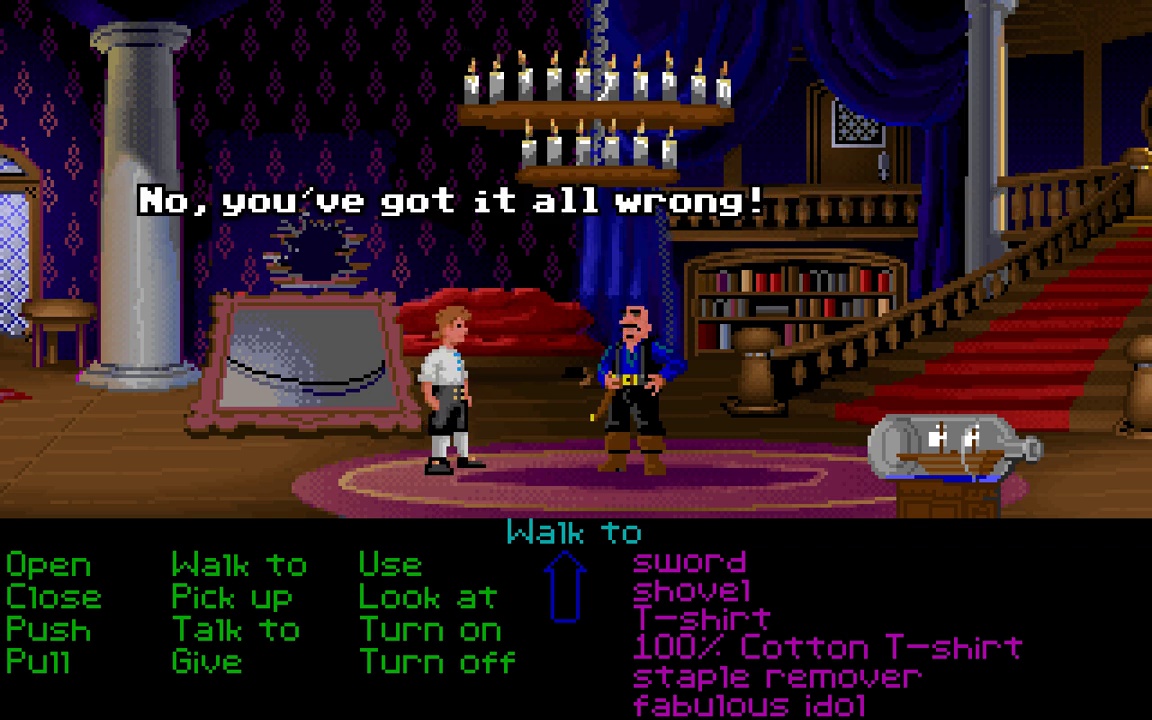 No, you've got it all wrong!
Walk to
Open Walk to Use
Close Pick up Look at
Push Talk to Turn on
Pull Give Turn off
sword
shovel
T-shirt
100% Cotton T-shirt
staple remover
fabulous idol